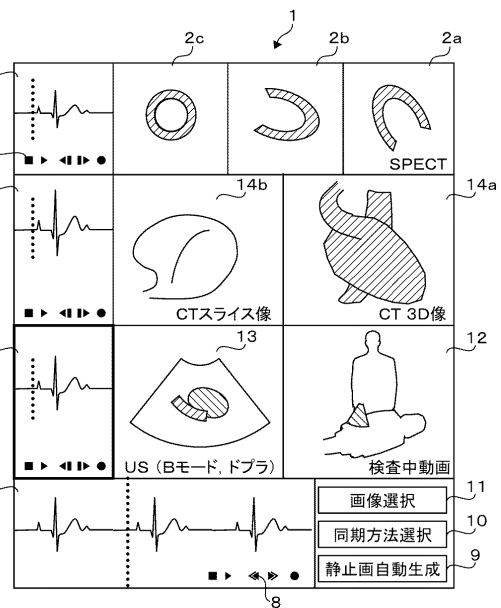 1
2c
2b
2a
SPECT
14b
14a
CTスライス像
CT 3D像
13
12
US（Bモード, ドプラ）
検査中動画
画像選択
11
同期方法選択
10
静止画自動生成
9
8